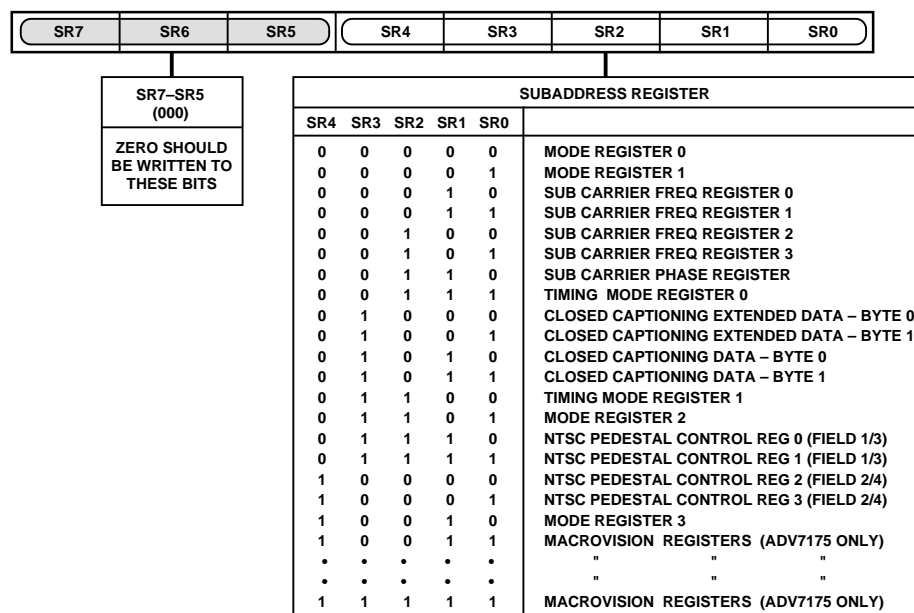 SR7 SR6 SR5 SR4 SR3 SR2 SR1 SR0
SR7–SR5
(000)
ZERO SHOULD
BE WRITTEN TO
THESE BITS
SUBADDRESS REGISTER
SR4 SR3 SR2 SR1 SR0
0 0 0 0 0 MODE REGISTER 0
0 0 0 0 1 MODE REGISTER 1
0 0 0 1 0 SUB CARRIER FREQ REGISTER 0
0 0 0 1 1 SUB CARRIER FREQ REGISTER 1
0 0 1 0 0 SUB CARRIER FREQ REGISTER 2
0 0 1 0 1 SUB CARRIER FREQ REGISTER 3
0 0 1 1 0 SUB CARRIER PHASE REGISTER
0 0 1 1 1 TIMING MODE REGISTER 0
0 1 0 0 0 CLOSED CAPTIONING EXTENDED DATA – BYTE 0
0 1 0 0 1 CLOSED CAPTIONING EXTENDED DATA – BYTE 1
0 1 0 1 0 CLOSED CAPTIONING DATA – BYTE 0
0 1 0 1 1 CLOSED CAPTIONING DATA – BYTE 1
0 1 1 0 0 TIMING MODE REGISTER 1
0 1 1 0 1 MODE REGISTER 2
0 1 1 1 0 NTSC PEDESTAL CONTROL REG 0 (FIELD 1/3)
0 1 1 1 1 NTSC PEDESTAL CONTROL REG 1 (FIELD 1/3)
1 0 0 0 0 NTSC PEDESTAL CONTROL REG 2 (FIELD 2/4)
1 0 0 0 1 NTSC PEDESTAL CONTROL REG 3 (FIELD 2/4)
1 0 0 1 0 MODE REGISTER 3
1 0 0 1 1 MACROVISION REGISTERS (ADV7175 ONLY)
• • • • • " " "
• • • • • " " "
1 1 1 1 1 MACROVISION REGISTERS (ADV7175 ONLY)